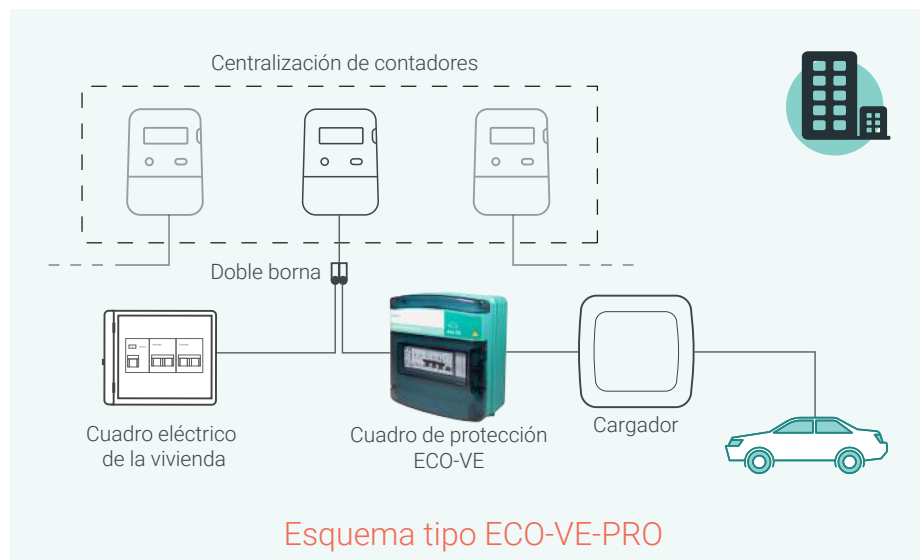 Centralización de contadores
Doble borna
Cuadro eléctrico
de la vivienda
Cuadro de protección
ECO-VE
Cargador
Esquema tipo ECO-VE-PRO